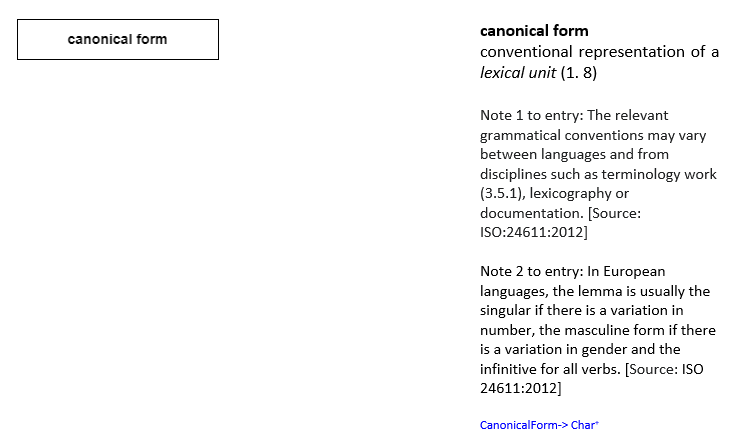 canonical form
canonical form
conventional representation of a
lexical unit (1. 8)
Note 1 to entry: The relevant
grammatical conventions may vary
between languages and from
disciplines such as terminology work
(3.5.1), lexicography or
documentation. [Source:
ISO:24611:2012]
Note 2 to entry: In European
languages, the lemma is usually the
singular if there is a variation in
number, the masculine form if there
is a variation in gender and the
infinitive for all verbs. [Source: ISO
24611:2012]
CanonicalForm-> Char⁺